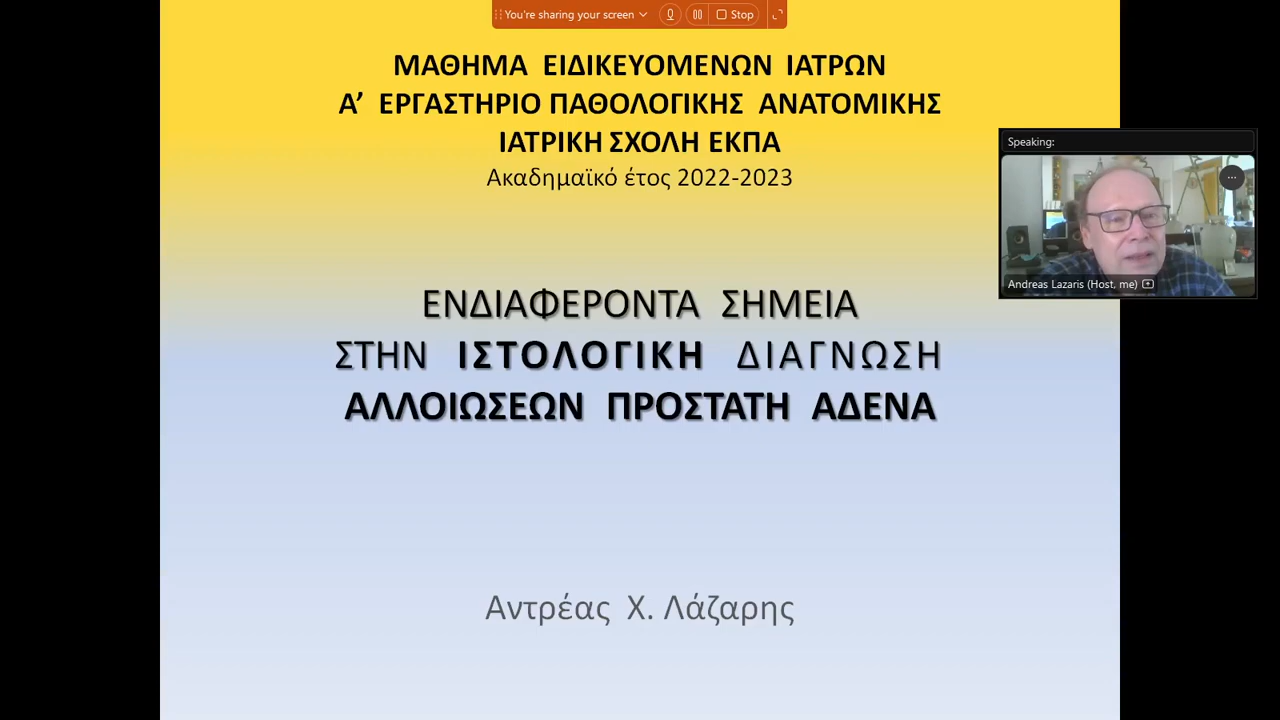 You're sharing your screen
Stop
ΜΑΘΗΜΑ ΕΙΔΙΚΕΥΟΜΕΝΩΝ ΙΑΤΡΩΝ
Α’ ΕΡΓΑΣΤΗΡΙΟ ΠΑΘΟΛΟΓΙΚΗΣ ΑΝΑΤΟΜΙΚΗΣ
ΙΑΤΡΙΚΗ ΣΧΟΛΗ ΕΚΠΑ
Ακαδημαϊκό έτος 2022-2023
Speaking:
Andreas Lazaris (Host, me)
ΕΝΔΙΑΦΕΡΟΝΤΑ ΣΗΜΕΙΑ
ΣΤΗΝ ΙΣΤΟΛΟΓΙΚΗ ΔΙΑΓΝΩΣΗ
ΑΛΛΟΙΩΣΕΩΝ ΠΡΟΣΤΑΤΗ ΑΔΕΝΑ
Αντρέας Χ. Λάζαρης